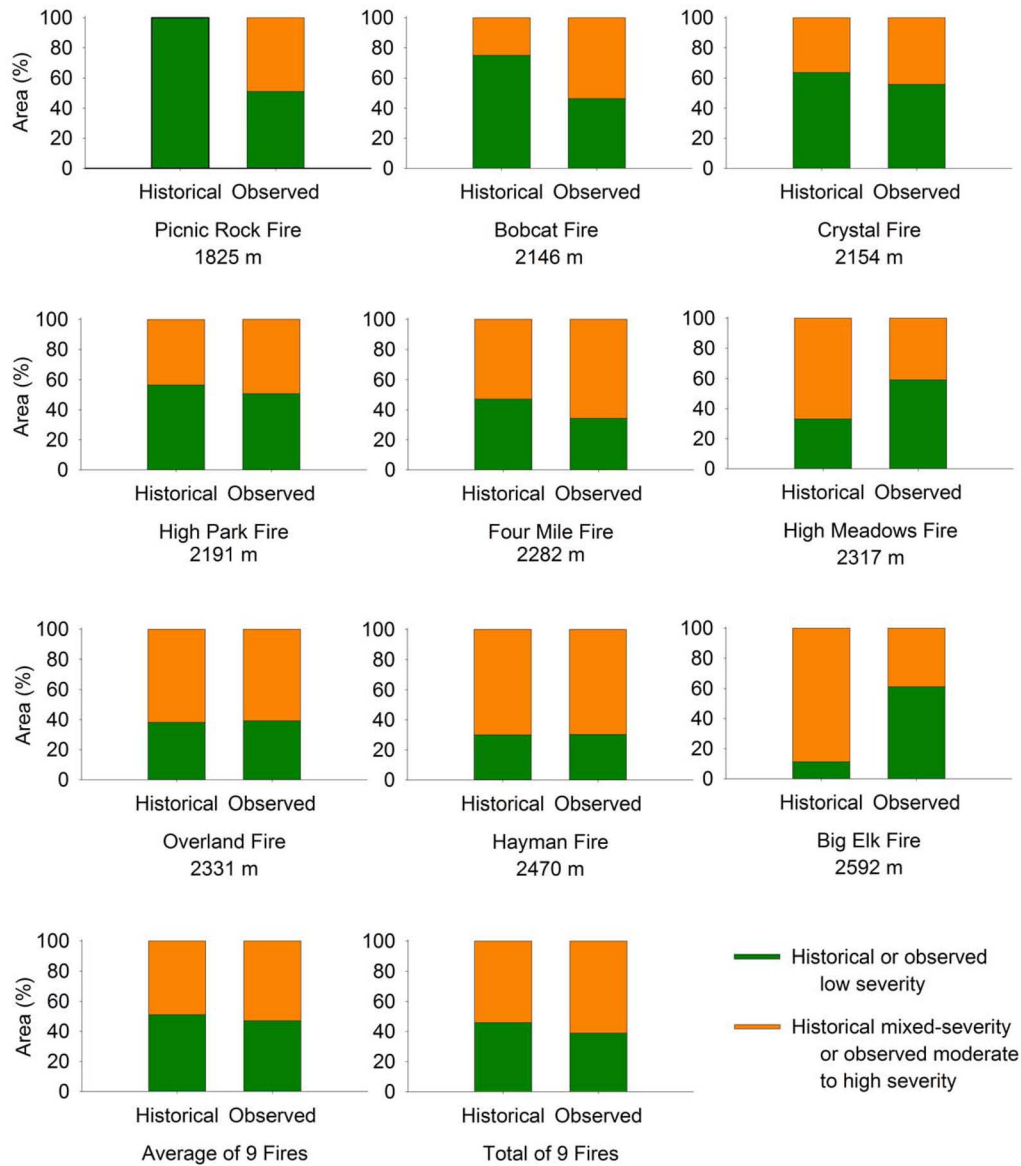 100
80
60
40
20
0
Area (%)
Historical Observed
Picnic Rock Fire
1825 m
100
80
60
40
20
0
Historical Observed
Bobcat Fire
2146 m
100
80
60
40
20
0
Historical Observed
Crystal Fire
2154 m
100
80
60
40
20
0
Area (%)
Historical Observed
High Park Fire
2191 m
100
80
60
40
20
0
Historical Observed
Four Mile Fire
2282 m
100
80
60
40
20
0
Historical Observed
High Meadows Fire
2317 m
100
80
60
40
20
0
Area (%)
Historical Observed
Overland Fire
2331 m
100
80
60
40
20
0
Historical Observed
Hayman Fire
2470 m
100
80
60
40
20
0
Historical Observed
Big Elk Fire
2592 m
100
80
60
40
20
0
Area (%)
Historical Observed
Average of 9 Fires
100
80
60
40
20
0
Historical Observed
Total of 9 Fires
Historical or observed
low severity
Historical mixed-severity
or observed moderate
to high severity